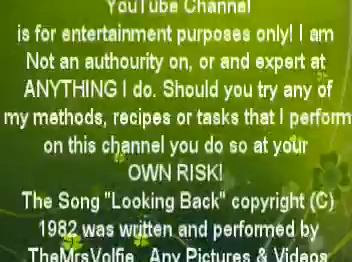 YouTube Channel
is for entertainment purposes only! I am
Not an authourity on, or and expert at
ANYTHING I do. Should you try any of
my methods, recipes or tasks that I perform
on this channel you do so at your
OWN RISK!
The Song "Looking Back" copyright (C)
1982 was written and performed by
TheMrsVolfie. Any Pictures & Videos